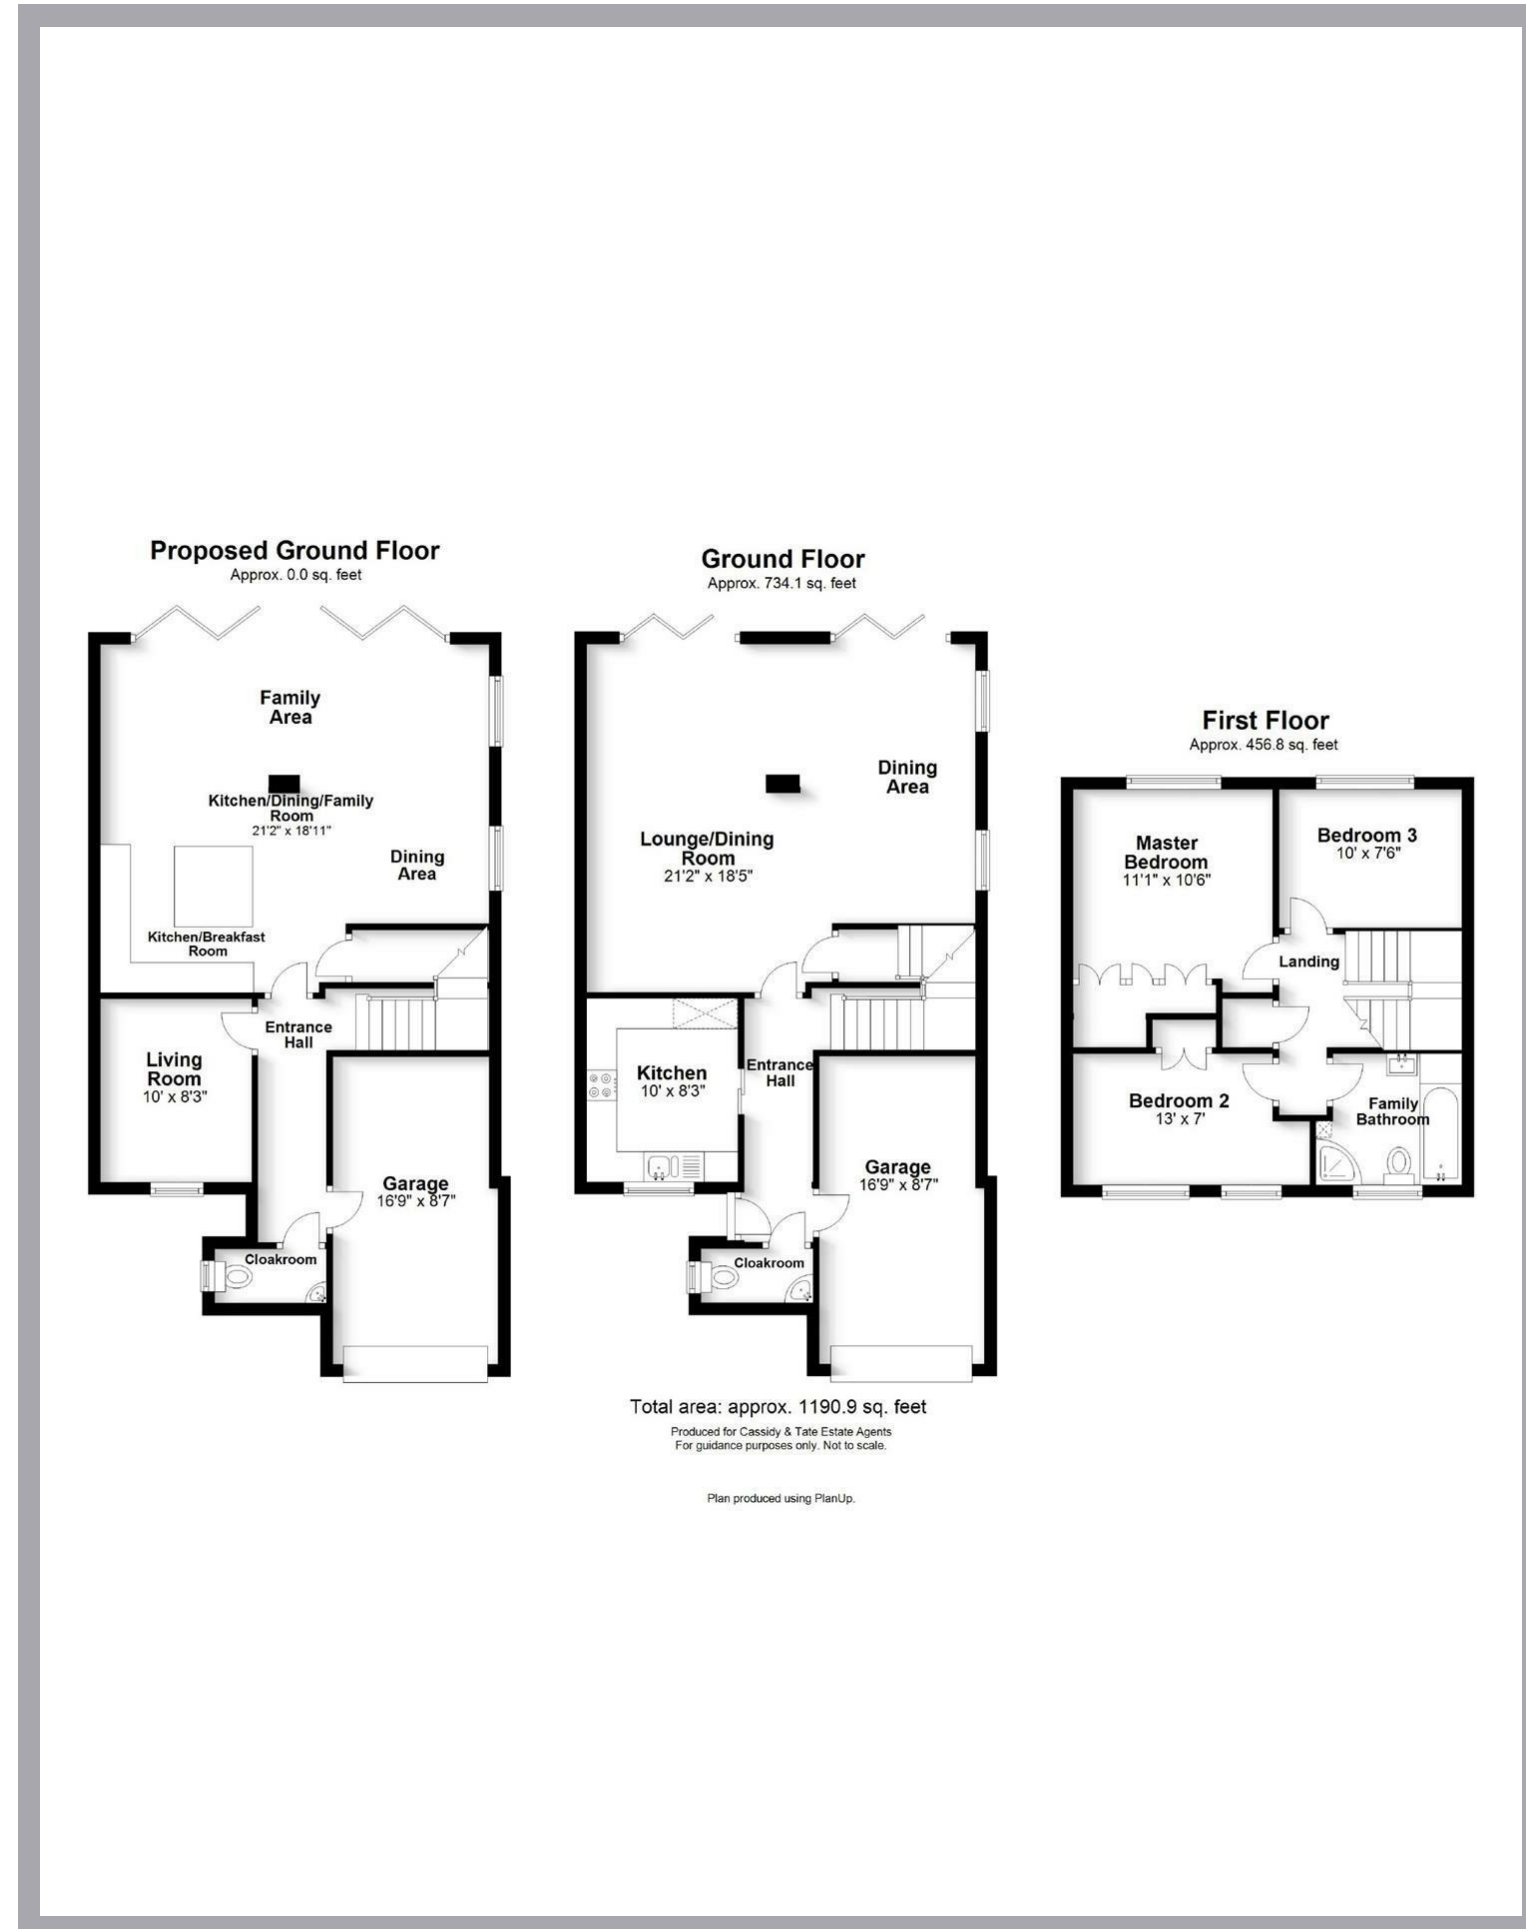 Proposed Ground Floor
Approx. 0.0 sq. feet
Family
Area
Kitchen/Dining/Family
Room
21'2" x 18'11"
Dining
Area
Kitchen/Breakfast
Room
Entrance
Hall
Living
Room
10' x 8'3"
Garage
16'9" x 8'7"
Cloakroom
Ground Floor
Approx. 734.1 sq. feet
Dining
Area
Lounge/Dining
Room
21'2" x 18'5"
Kitchen
10' x 8'3"
Entrance
Hall
Garage
16'9" x 8'7"
Cloakroom
First Floor
Approx. 456.8 sq. feet
Master
Bedroom
11'1" x 10'6"
Bedroom 3
10' x 7'6"
Landing
Bedroom 2
13' x 7'
Family
Bathroom
Total area: approx. 1190.9 sq. feet
Produced for Cassidy & Tate Estate Agents
For guidance purposes only. Not to scale.
Plan produced using PlanUp.